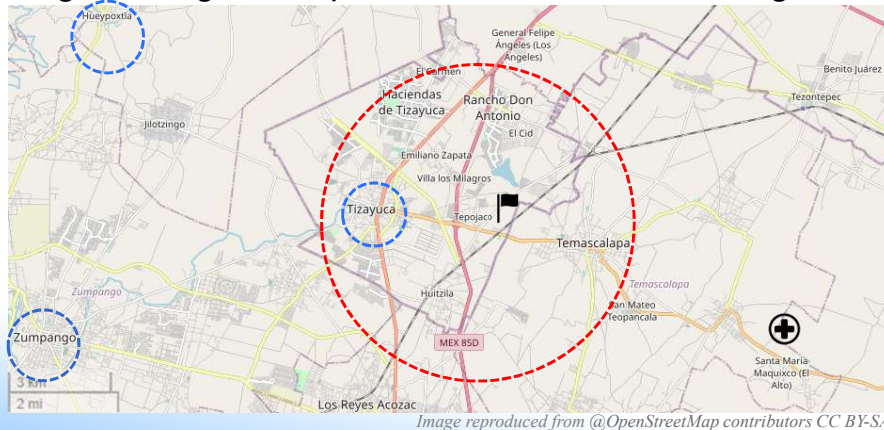 Hueypoxtla
General Felipe
Ángeles (Los
Angeles)
El Carmen
Haciendas
de Tizayuca
Rancho Don
Antonio
Benito Juárez
Tezontepec
Jilotzingo
El Cid
Emiliano Zapata
Villa los Milagros
Tizayuca
Tepojaco
Temascalapa
Zumpango
Huitzila
Temascalapa
San Mateo
Teopancala
Zumpango
MEX 85D
Santa María
Maquixco (El
Alto)
3 km
2 mi
Los Reyes Acozac
Image reproduced from @OpenStreetMap contributors CC BY-SA